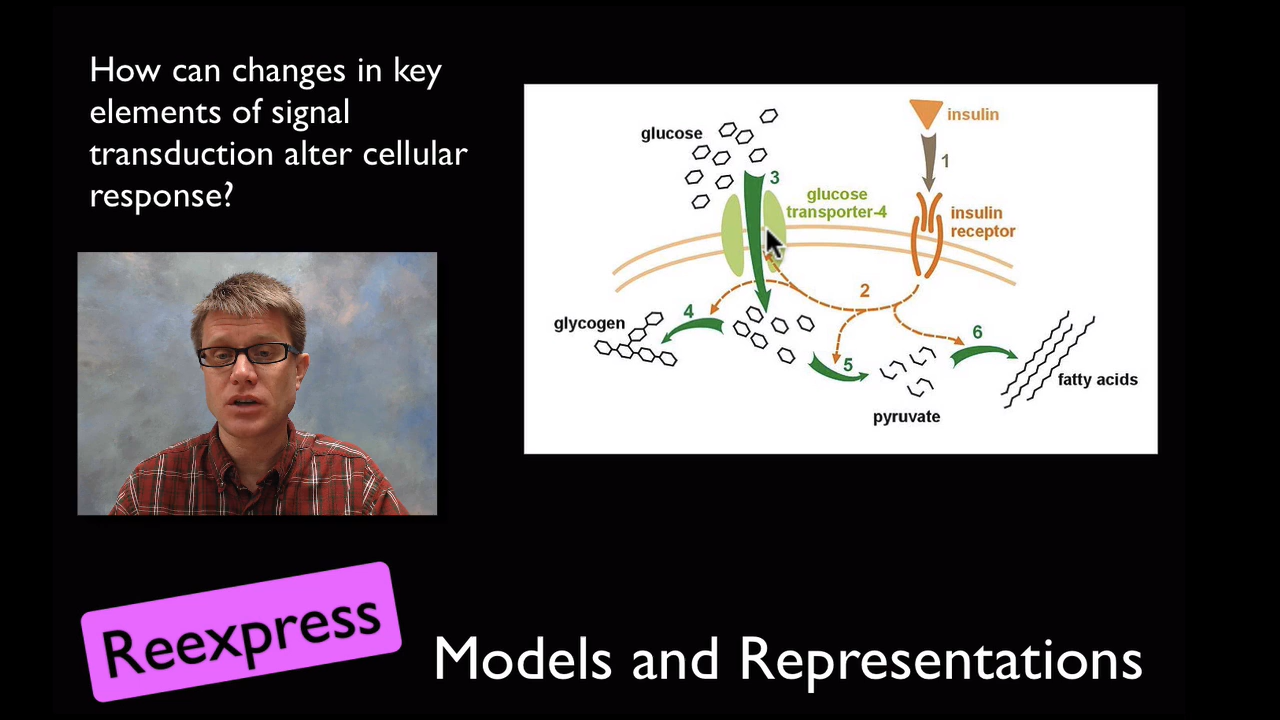 How can changes in key
elements of signal
transduction alter cellular
response?
insulin
glucose
1
3
glucose
transporter-4
insulin
receptor
2
glycogen
4
5
6
fatty acids
pyruvate
Reexpress
Models and Representations